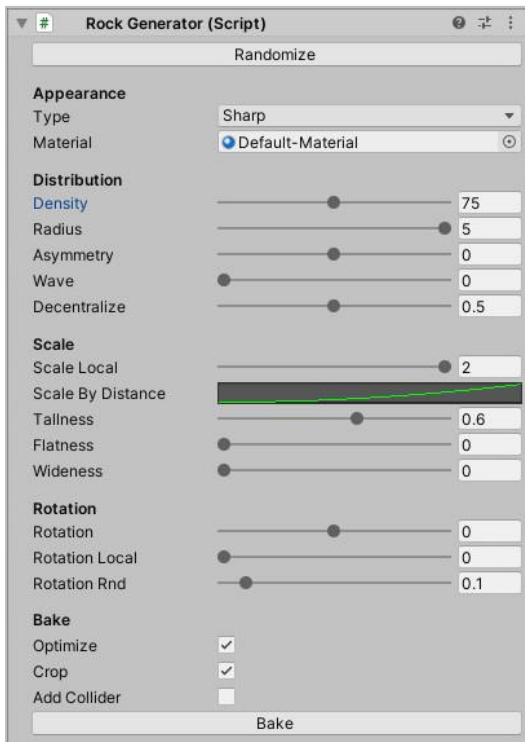 # Rock Generator (Script)
Randomize
Appearance
Type Sharp
Material Default-Material
Distribution
Density 75
Radius 5
Asymmetry 0
Wave 0
Decentralize 0.5
Scale
Scale Local 2
Scale By Distance
Tallness 0.6
Flatness 0
Wideness 0
Rotation
Rotation 0
Rotation Local 0
Rotation Rnd 0.1
Bake
Optimize
Crop
Add Collider
Bake